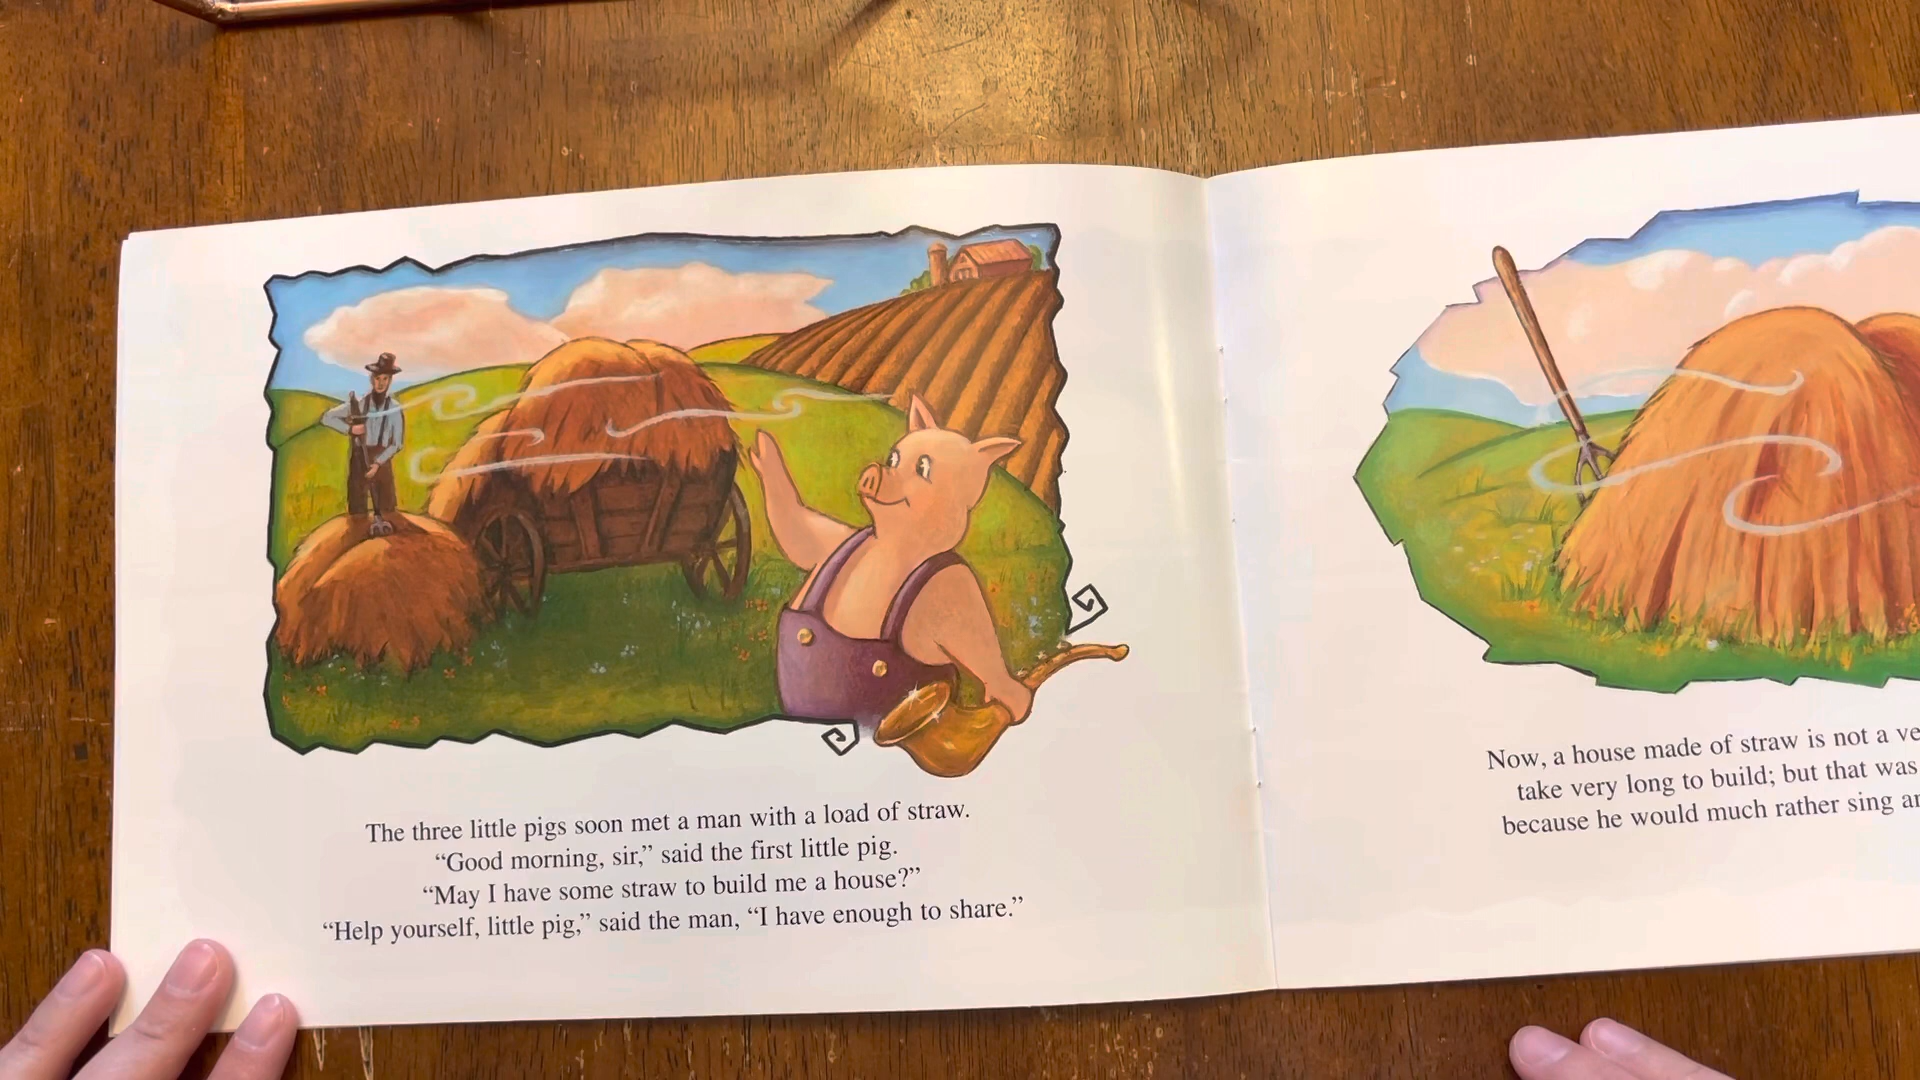 The three little pigs soon met a man with a load of straw.
“Good morning, sir,” said the first little pig.
“May I have some straw to build me a house?”
“Help yourself, little pig,” said the man, “I have enough to share.”
Now, a house made of straw is not a
take very long to build; but that was
because he would much rather sing